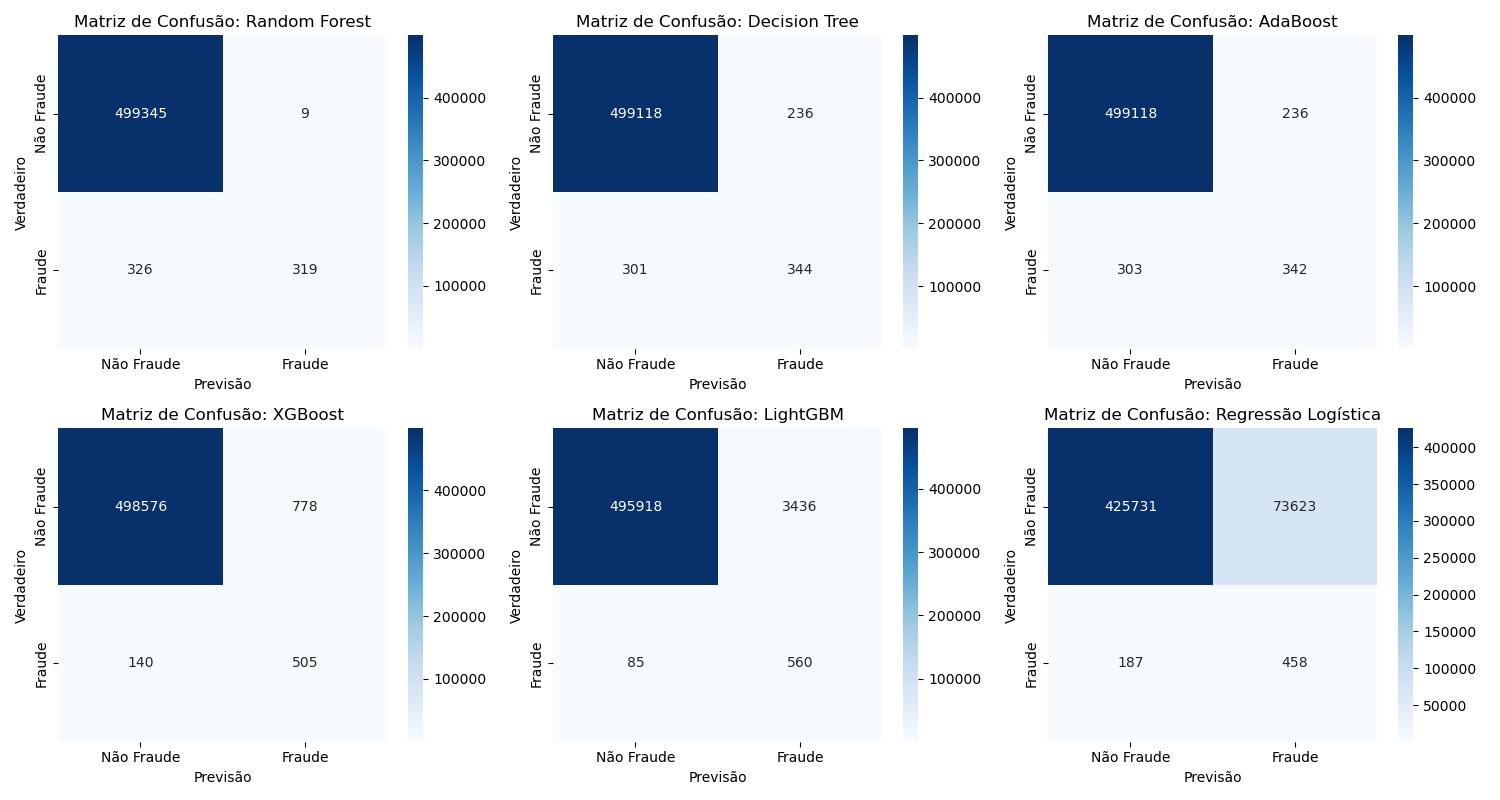 Matriz de Confusão: Random Forest
Não Fraude
Fraude
Verdadeiro
499345
9
326
319
Não Fraude
Fraude
Previsão
400000
300000
200000
100000
Matriz de Confusão: Decision Tree
Não Fraude
Fraude
Verdadeiro
499118
236
301
344
Não Fraude
Fraude
Previsão
400000
300000
200000
100000
Matriz de Confusão: AdaBoost
Não Fraude
Fraude
Verdadeiro
499118
236
303
342
Não Fraude
Fraude
Previsão
400000
300000
200000
100000
Matriz de Confusão: XGBoost
Não Fraude
Fraude
Verdadeiro
498576
778
140
505
Não Fraude
Fraude
Previsão
400000
300000
200000
100000
Matriz de Confusão: LightGBM
Não Fraude
Fraude
Verdadeiro
495918
3436
85
560
Não Fraude
Fraude
Previsão
400000
300000
200000
100000
Matriz de Confusão: Regressão Logística
Não Fraude
Fraude
Verdadeiro
425731
73623
187
458
Não Fraude
Fraude
Previsão
400000
350000
300000
250000
200000
150000
100000
50000